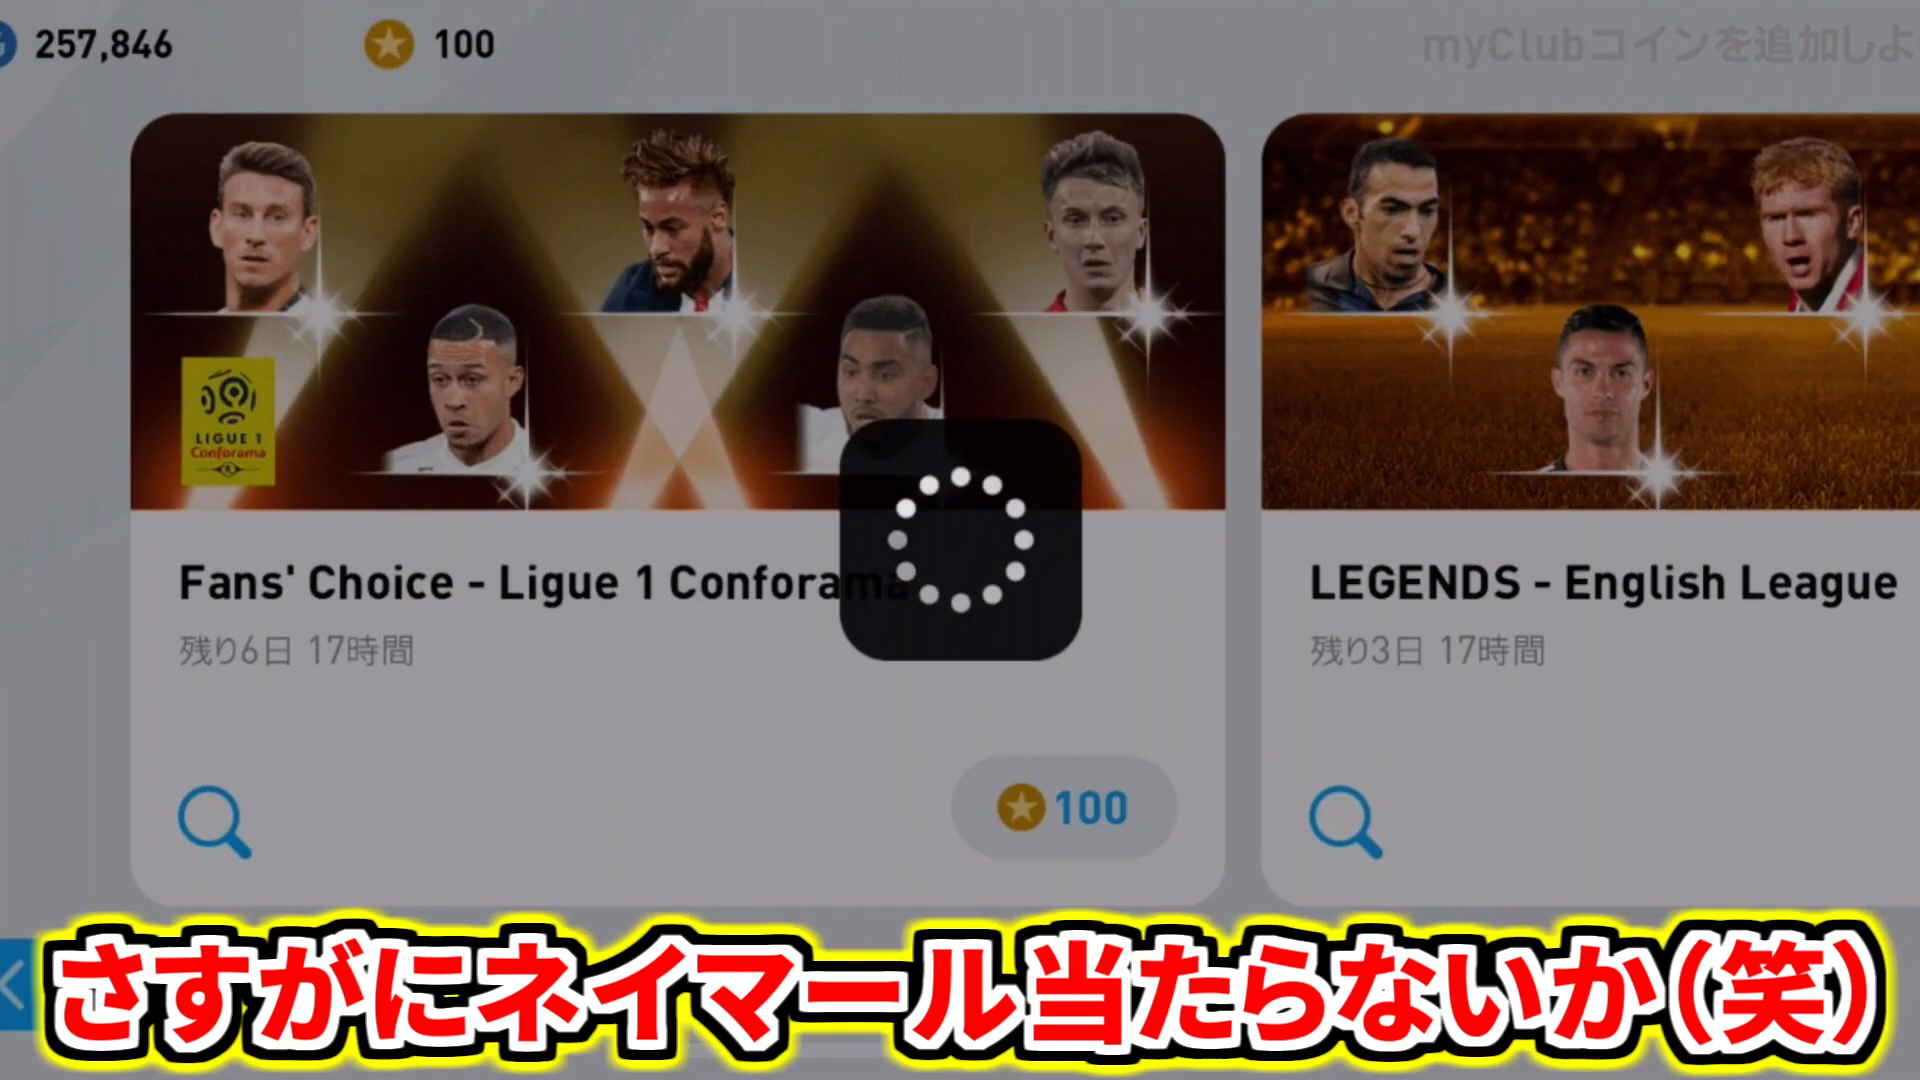 257,846
100
myClubコインを追加しよ
LIGUE 1
Conforama
Fans' Choice - Ligue 1 Conforama
残り6日 17時間
100
LEGENDS - English League
残り3日 17時間
さすがにネイマール当たらないか（笑）